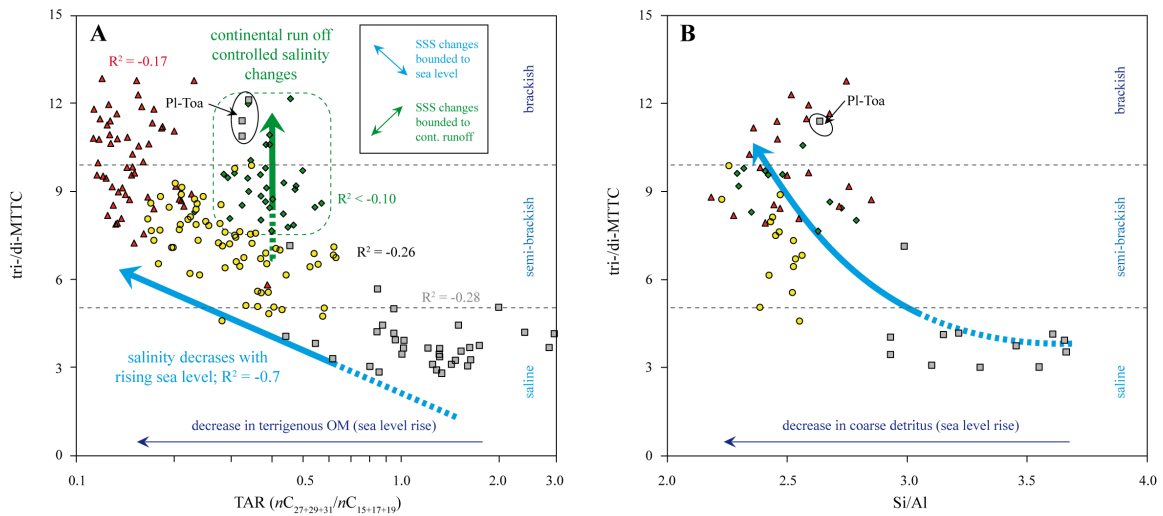 A
15
12
9
6
3
0
tri-/di-MTTC
R² = -0.17
continental run off
controlled salinity
changes
Pl-Toa
SSS changes
bounded to
sea level
SSS changes
bounded to
cont. runoff
R² < -0.10
R² = -0.26
R² = -0.28
salinity decrases with
rising sea level; R² = -0.7
decrease in terrigenous OM (sea level rise)
brackish
semi-brackish
saline
0.1
0.2
0.5
1.0
2.0
3.0
TAR (nC27+29+31/nC15+17+19)
B
15
12
9
6
3
0
tri-/di-MTTC
Pl-Toa
decrease in coarse detritus (sea level rise)
brackish
semi-brackish
saline
2.0
2.5
3.0
3.5
4.0
Si/Al